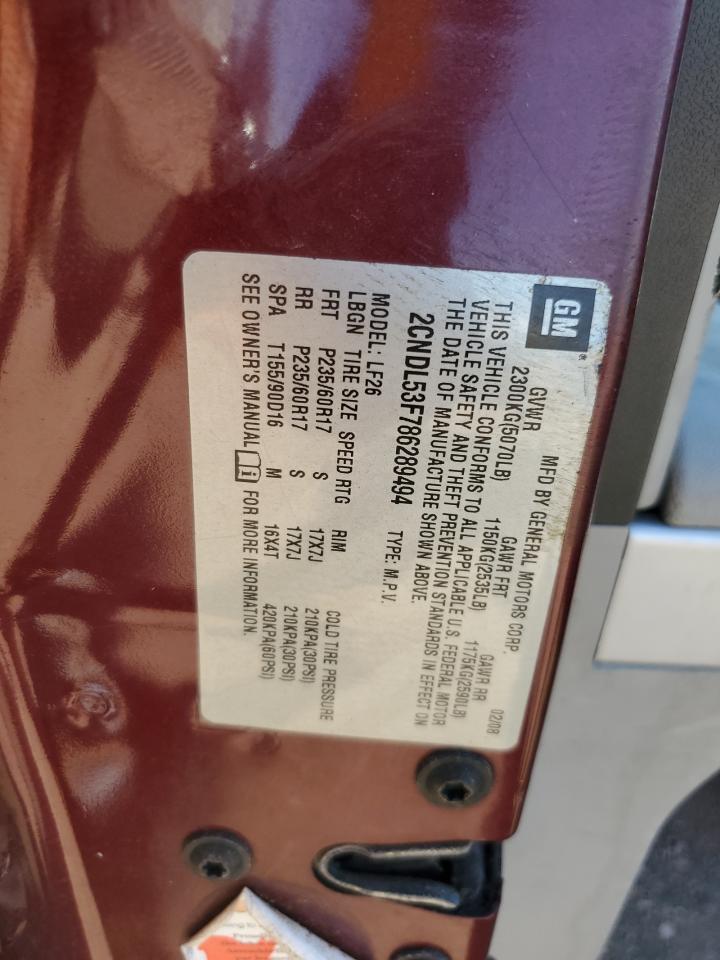 GM
MFD BY GENERAL MOTORS CORP. 02/08
GVWR GAWR FRT GAWR RR
2300KG(5070LB) 1150KG(2535LB) 1175KG(2590LB)
THIS VEHICLE CONFORMS TO ALL APPLICABLE U.S. FEDERAL MOTOR
VEHICLE SAFETY AND THEFT PREVENTION STANDARDS IN EFFECT ON
THE DATE OF MANUFACTURE SHOWN ABOVE.
2CNDL53F786289494 TYPE: M.P.V.
MODEL: LF26
LBGN TIRE SIZE SPEED RTG RIM COLD TIRE PRESSURE
FRT P235/60R17 S 17X7J 210KPA(30PSI)
RR P235/60R17 S 17X7J 210KPA(30PSI)
SPA T155/90D16 M 16X4T 420KPA(60PSI)
SEE OWNER'S MANUAL FOR MORE INFORMATION.